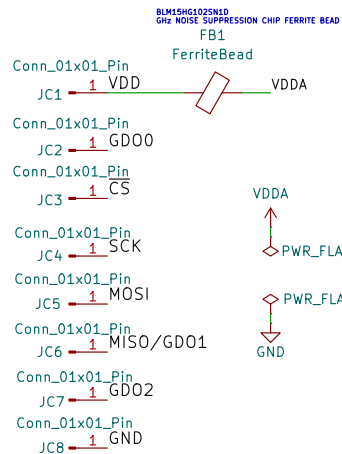 BLM15HG102SN1D
GHz NOISE SUPPRESSION CHIP FERRITE BEAD
FB1
FerriteBead
Conn_01x01_Pin
JC1 1 VDD
VDDA
Conn_01x01_Pin
JC2 1 GDO0
Conn_01x01_Pin
JC3 1 CS
VDDA
Conn_01x01_Pin
JC4 1 SCK
PWR_FLA
Conn_01x01_Pin
JC5 1 MOSI
PWR_FLA
Conn_01x01_Pin
JC6 1 MISO/GDO1
GND
Conn_01x01_Pin
JC7 1 GDO2
Conn_01x01_Pin
JC8 1 GND